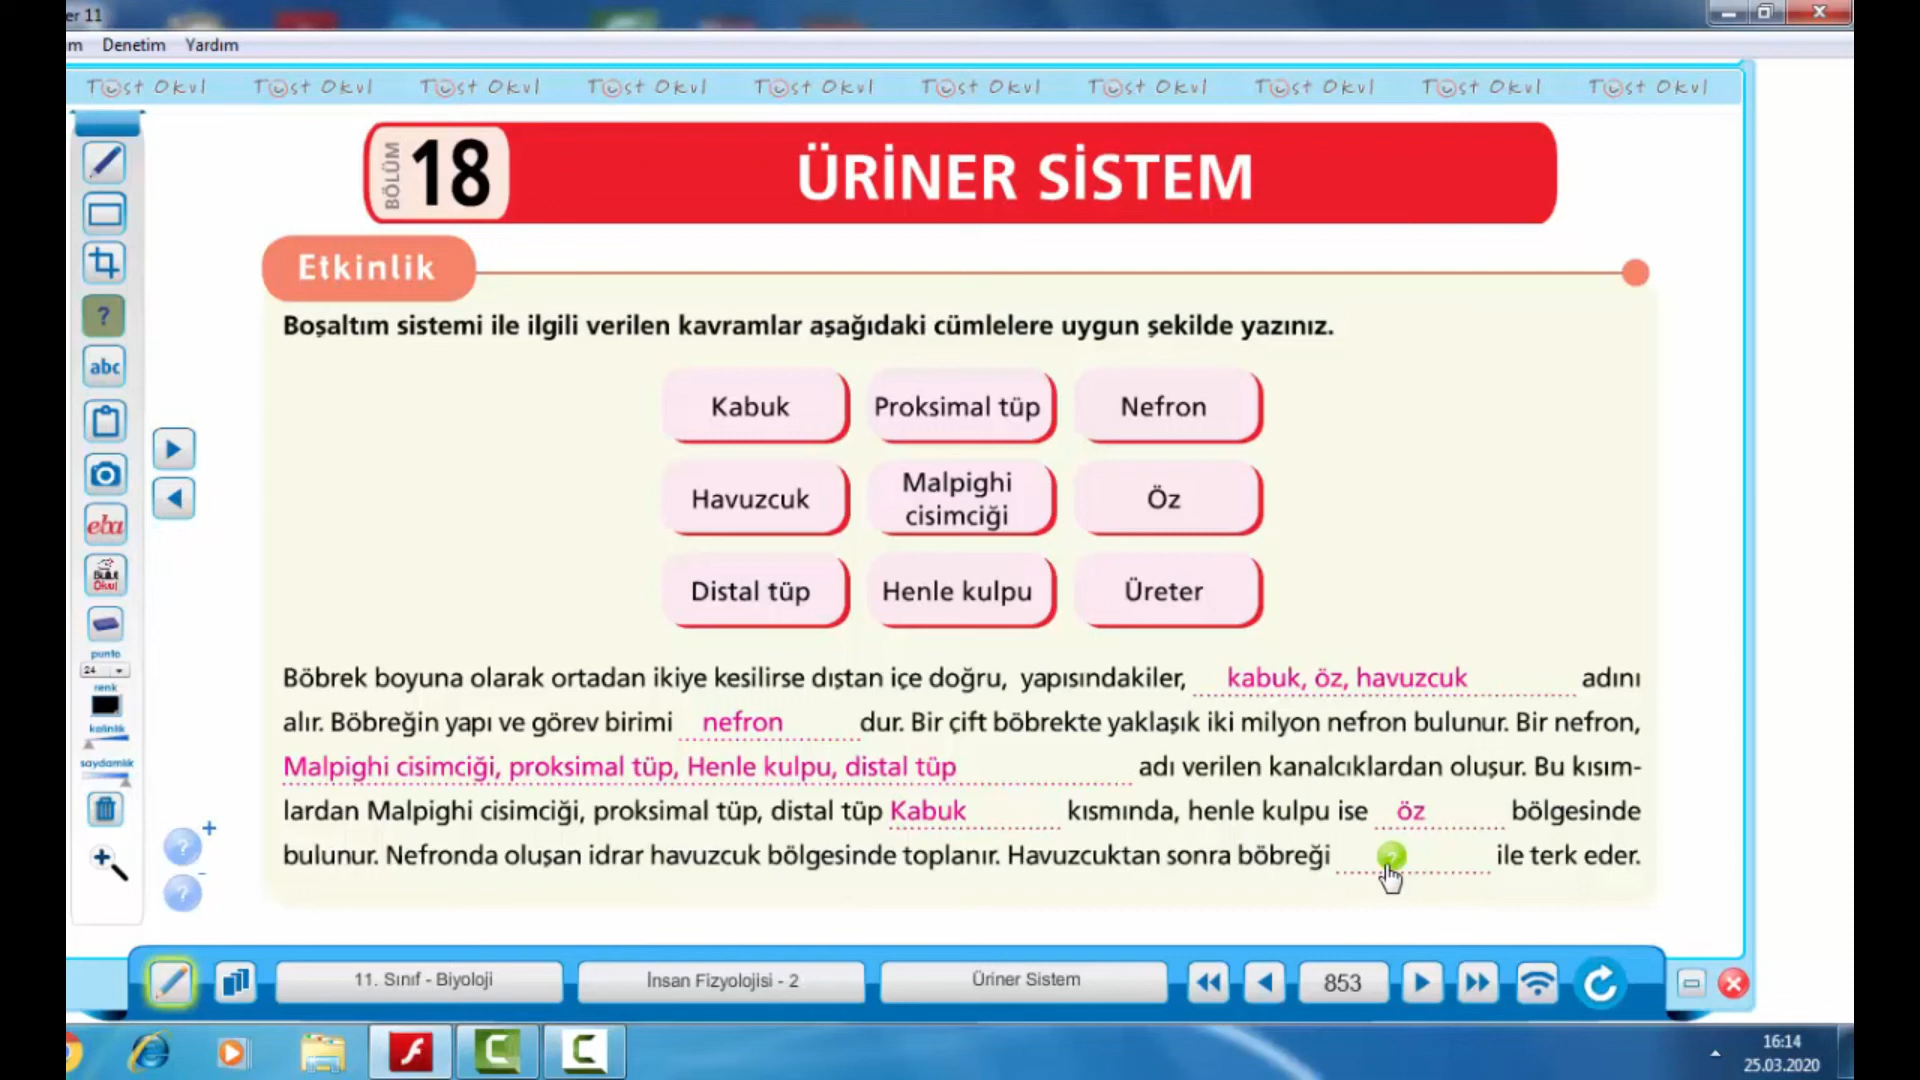 er 11
m Denetim Yardım
Test Okul Test Okul Test Okul Test Okul Test Okul Test Okul Test Okul Test Okul Test Okul Test Okul
BÖLÜM 18 ÜRİNER SİSTEM
Etkinlik
Boşaltım sistemi ile ilgili verilen kavramlar aşağıdaki cümlelere uygun şekilde yazınız.
Kabuk Proksimal tüp Nefron
Havuzcuk Malpighi cisimciği Öz
Distal tüp Henle kulpu Üreter
Böbrek boyuna olarak ortadan ikiye kesilirse dıştan içe doğru, yapısındakiler, kabuk, öz, havuzcuk adını
alır. Böbreğin yapı ve görev birimi nefron dur. Bir çift böbrekte yaklaşık iki milyon nefron bulunur. Bir nefron,
Malpighi cisimciği, proksimal tüp, Henle kulpu, distal tüp adı verilen kanalcıklardan oluşur. Bu kısım-
lardan Malpighi cisimciği, proksimal tüp, distal tüp Kabuk kısmında, henle kulpu ise öz bölgesinde
bulunur. Nefronda oluşan idrar havuzcuk bölgesinde toplanır. Havuzcuktan sonra böbreği ? ile terk eder.
?
abc
eba
Bulut Okul
punto
24
renk
kalınlık
saydamlık
? +
? -
11. Sınıf - Biyoloji İnsan Fizyolojisi - 2 Üriner Sistem 853
16:14
25.03.2020